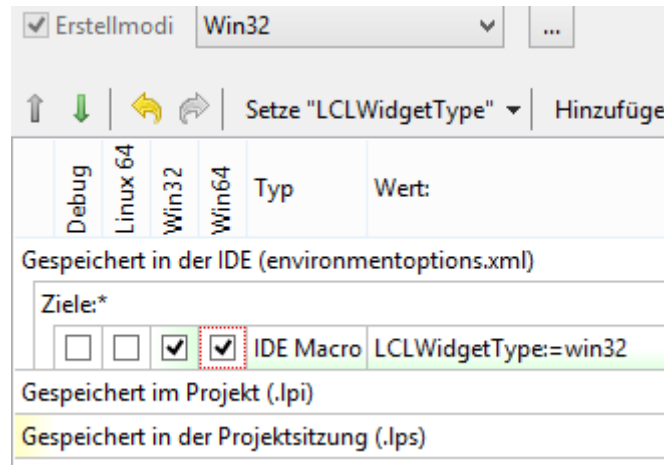 Erstellmodi Win32 ...
Setze "LCLWidgetType" Hinzufüge
Debug Linux 64 Win32 Win64 Typ Wert:
Gespeichert in der IDE (environmentoptions.xml)
Ziele:*
IDE Macro LCLWidgetType:=win32
Gespeichert im Projekt (.lpi)
Gespeichert in der Projektsitzung (.lps)